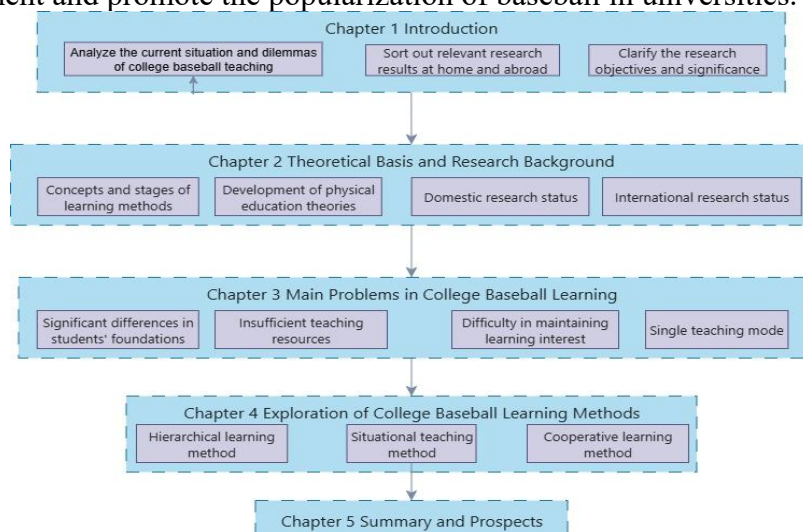 ent and promote the popularization of baseball in universities.
Chapter 1 Introduction
Analyze the current situation and dilemmas
of college baseball teaching
Sort out relevant research
results at home and abroad
Clarify the research
objectives and significance
Chapter 2 Theoretical Basis and Research Background
Concepts and stages of
learning methods
Development of physical
education theories
Domestic research status
International research status
Chapter 3 Main Problems in College Baseball Learning
Significant differences in
students' foundations
Insufficient teaching
resources
Difficulty in maintaining
learning interest
Single teaching mode
Chapter 4 Exploration of College Baseball Learning Methods
Hierarchical learning
method
Situational teaching
method
Cooperative learning
method
Chapter 5 Summary and Prospects